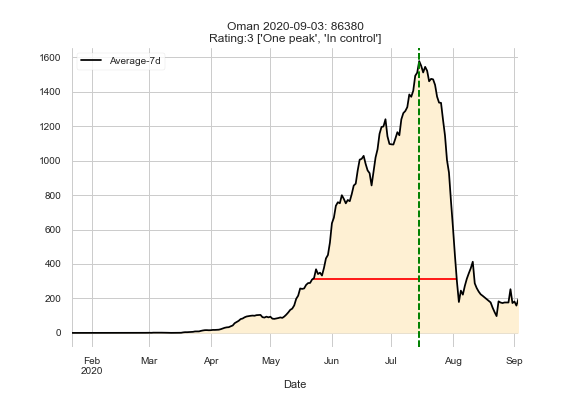 Oman 2020-09-03: 86380
Rating:3 ['One peak', 'In control']
Average-7d
1600
1400
1200
1000
800
600
400
200
0
Feb
2020
Mar
Apr
May
Jun
Jul
Aug
Sep
Date